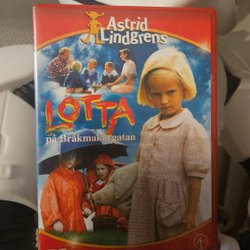 Astrid
Lindgrens
LOTTA
på Bråkmakargatan